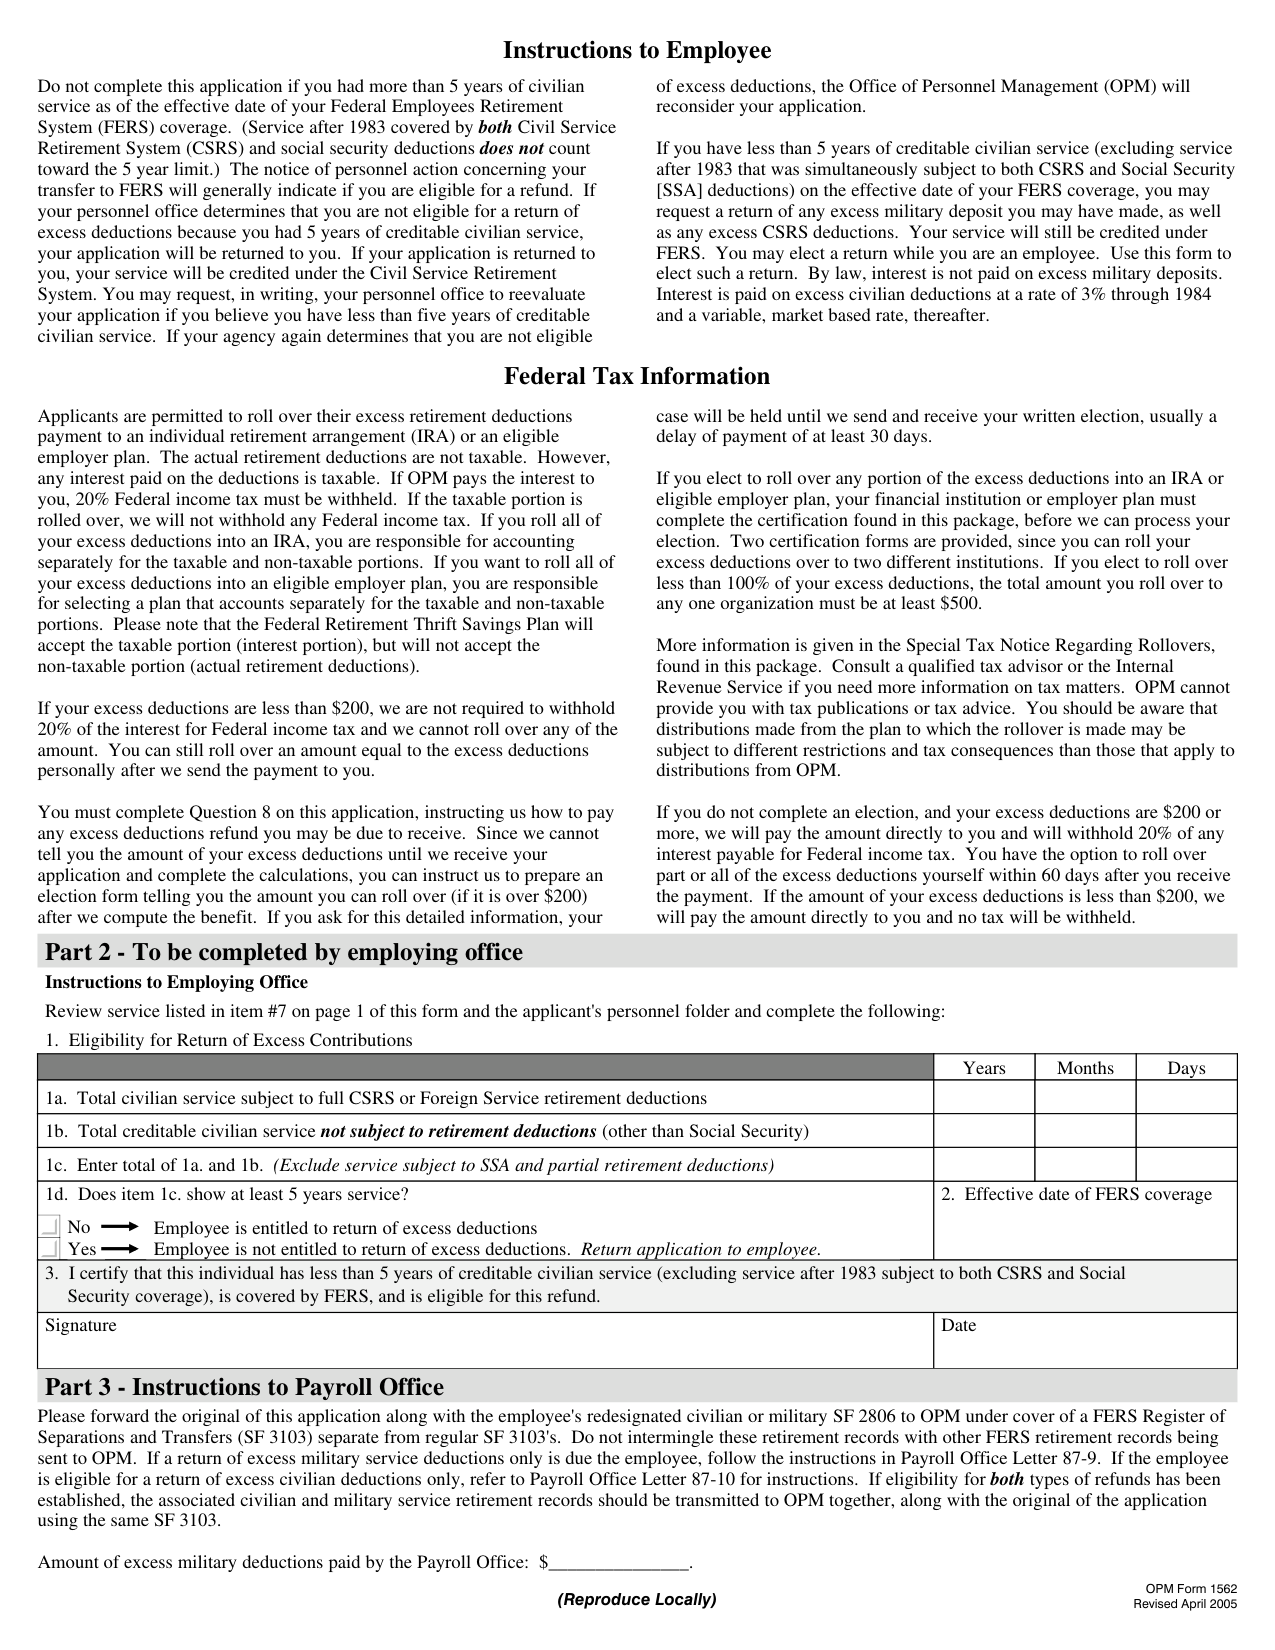 Instructions to Employee
Do not complete this application if you had more than 5 years of civilian
service as of the effective date of your Federal Employees Retirement
System (FERS) coverage.  (Service after 1983 covered by both Civil Service
Retirement System (CSRS) and social security deductions does not count
toward the 5 year limit.)  The notice of personnel action concerning your
transfer to FERS will generally indicate if you are eligible for a refund.  If
your personnel office determines that you are not eligible for a return of
excess deductions because you had 5 years of creditable civilian service,
your application will be returned to you.  If your application is returned to
you, your service will be credited under the Civil Service Retirement
System. You may request, in writing, your personnel office to reevaluate
your application if you believe you have less than five years of creditable
civilian service.  If your agency again determines that you are not eligible
of excess deductions, the Office of Personnel Management (OPM) will
reconsider your application.
If you have less than 5 years of creditable civilian service (excluding service
after 1983 that was simultaneously subject to both CSRS and Social Security
[SSA] deductions) on the effective date of your FERS coverage, you may
request a return of any excess military deposit you may have made, as well
as any excess CSRS deductions.  Your service will still be credited under
FERS.  You may elect a return while you are an employee.  Use this form to
elect such a return.  By law, interest is not paid on excess military deposits.
Interest is paid on excess civilian deductions at a rate of 3% through 1984
and a variable, market based rate, thereafter.
Federal Tax Information
Applicants are permitted to roll over their excess retirement deductions
payment to an individual retirement arrangement (IRA) or an eligible
employer plan.  The actual retirement deductions are not taxable.  However,
any interest paid on the deductions is taxable.  If OPM pays the interest to
you, 20% Federal income tax must be withheld.  If the taxable portion is
rolled over, we will not withhold any Federal income tax.  If you roll all of
your excess deductions into an IRA, you are responsible for accounting
separately for the taxable and non-taxable portions.  If you want to roll all of
your excess deductions into an eligible employer plan, you are responsible
for selecting a plan that accounts separately for the taxable and non-taxable
portions.  Please note that the Federal Retirement Thrift Savings Plan will
accept the taxable portion (interest portion), but will not accept the
non-taxable portion (actual retirement deductions).
If your excess deductions are less than $200, we are not required to withhold
20% of the interest for Federal income tax and we cannot roll over any of the
amount.  You can still roll over an amount equal to the excess deductions
personally after we send the payment to you.
You must complete Question 8 on this application, instructing us how to pay
any excess deductions refund you may be due to receive.  Since we cannot
tell you the amount of your excess deductions until we receive your
application and complete the calculations, you can instruct us to prepare an
election form telling you the amount you can roll over (if it is over $200)
after we compute the benefit.  If you ask for this detailed information, your
case will be held until we send and receive your written election, usually a
delay of payment of at least 30 days.
If you elect to roll over any portion of the excess deductions into an IRA or
eligible employer plan, your financial institution or employer plan must
complete the certification found in this package, before we can process your
election.  Two certification forms are provided, since you can roll your
excess deductions over to two different institutions.  If you elect to roll over
less than 100% of your excess deductions, the total amount you roll over to
any one organization must be at least $500.
More information is given in the Special Tax Notice Regarding Rollovers,
found in this package.  Consult a qualified tax advisor or the Internal
Revenue Service if you need more information on tax matters.  OPM cannot
provide you with tax publications or tax advice.  You should be aware that
distributions made from the plan to which the rollover is made may be
subject to different restrictions and tax consequences than those that apply to
distributions from OPM.
If you do not complete an election, and your excess deductions are $200 or
more, we will pay the amount directly to you and will withhold 20% of any
interest payable for Federal income tax.  You have the option to roll over
part or all of the excess deductions yourself within 60 days after you receive
the payment.  If the amount of your excess deductions is less than $200, we
will pay the amount directly to you and no tax will be withheld.
Part 2 - To be completed by employing office
Instructions to Employing Office
Review service listed in item #7 on page 1 of this form and the applicant's personnel folder and complete the following:
1.  Eligibility for Return of Excess Contributions
Years Months Days
1a.  Total civilian service subject to full CSRS or Foreign Service retirement deductions
1b.  Total creditable civilian service not subject to retirement deductions (other than Social Security)
1c.  Enter total of 1a. and 1b.  (Exclude service subject to SSA and partial retirement deductions)
1d.  Does item 1c. show at least 5 years service?
2.  Effective date of FERS coverage
No Employee is entitled to return of excess deductions
Yes Employee is not entitled to return of excess deductions.  Return application to employee.
3.  I certify that this individual has less than 5 years of creditable civilian service (excluding service after 1983 subject to both CSRS and Social
Security coverage), is covered by FERS, and is eligible for this refund.
Signature
Date
Part 3 - Instructions to Payroll Office
Please forward the original of this application along with the employee's redesignated civilian or military SF 2806 to OPM under cover of a FERS Register of
Separations and Transfers (SF 3103) separate from regular SF 3103's.  Do not intermingle these retirement records with other FERS retirement records being
sent to OPM.  If a return of excess military service deductions only is due the employee, follow the instructions in Payroll Office Letter 87-9.  If the employee
is eligible for a return of excess civilian deductions only, refer to Payroll Office Letter 87-10 for instructions.  If eligibility for both types of refunds has been
established, the associated civilian and military service retirement records should be transmitted to OPM together, along with the original of the application
using the same SF 3103.
Amount of excess military deductions paid by the Payroll Office:  $_______________.
(Reproduce Locally)
OPM Form 1562
Revised April 2005